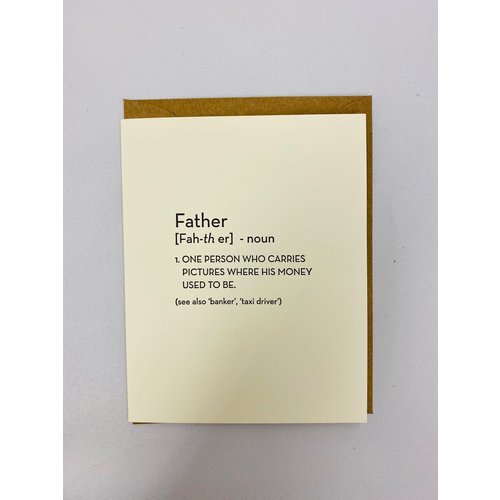 Father
[Fah-th er] - noun
1. ONE PERSON WHO CARRIES
PICTURES WHERE HIS MONEY
USED TO BE.
(see also 'banker', 'taxi driver')